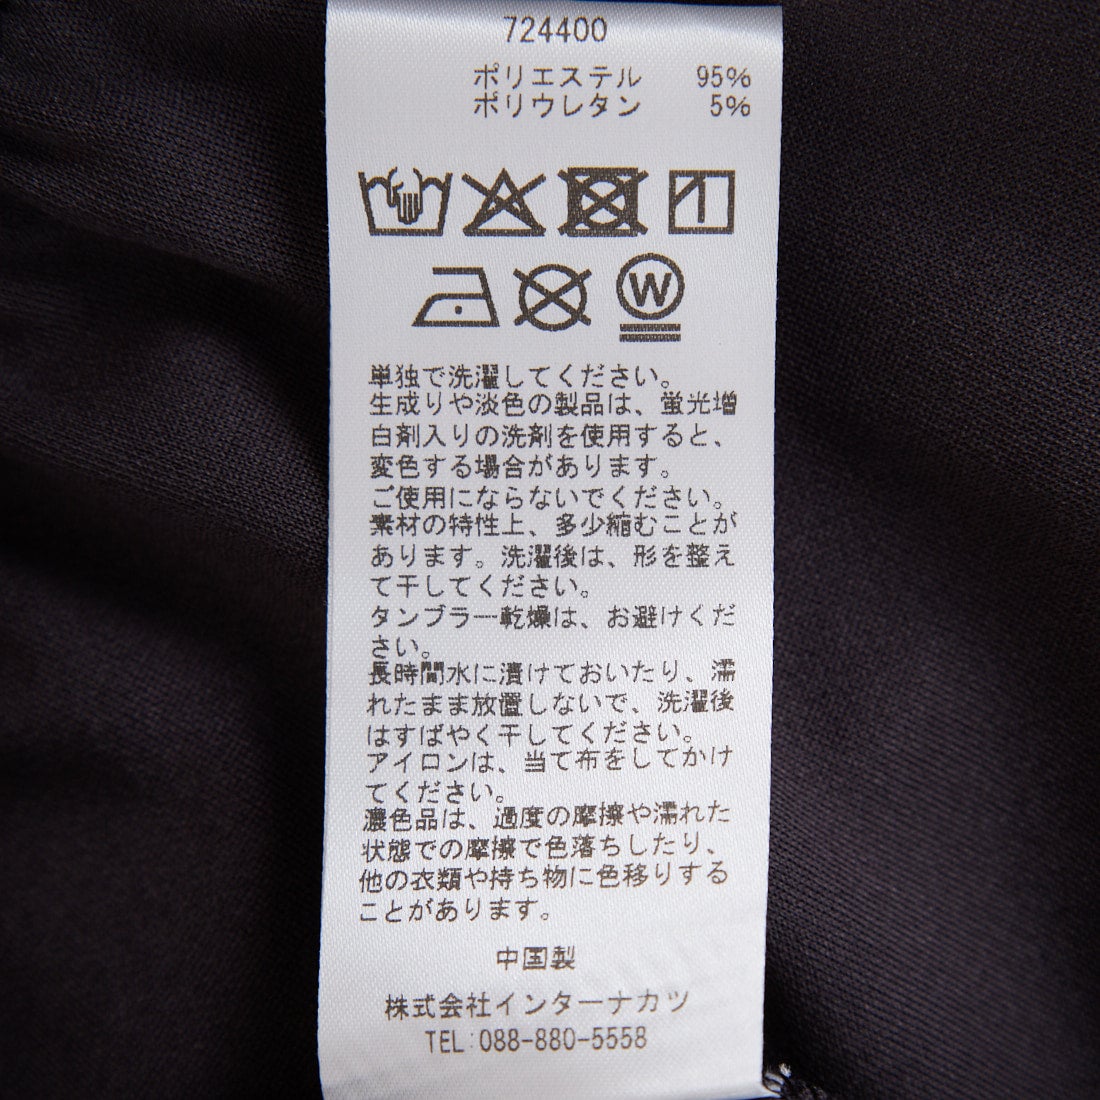 724400
ポリエステル 95%
ポリウレタン 5%
W
単独で洗濯してください。
生成りや淡色の製品は、蛍光増
白剤入りの洗剤を使用すると、
変色する場合があります。
ご使用にならないでください。
素材の特性上、多少縮むことが
あります。洗濯後は、形を整え
て干してください。
タンブラー乾燥は、お避けくだ
さい。
長時間水に漬けておいたり、濡
れたまま放置しないで、洗濯後
はすばやく干してください。
アイロンは、当て布をしてかけ
てください。
濃色品は、過度の摩擦や濡れた
状態での摩擦で色落ちしたり、
他の衣類や持ち物に色移りする
ことがあります。
中国製
株式会社インターナカツ
TEL:088-880-5558